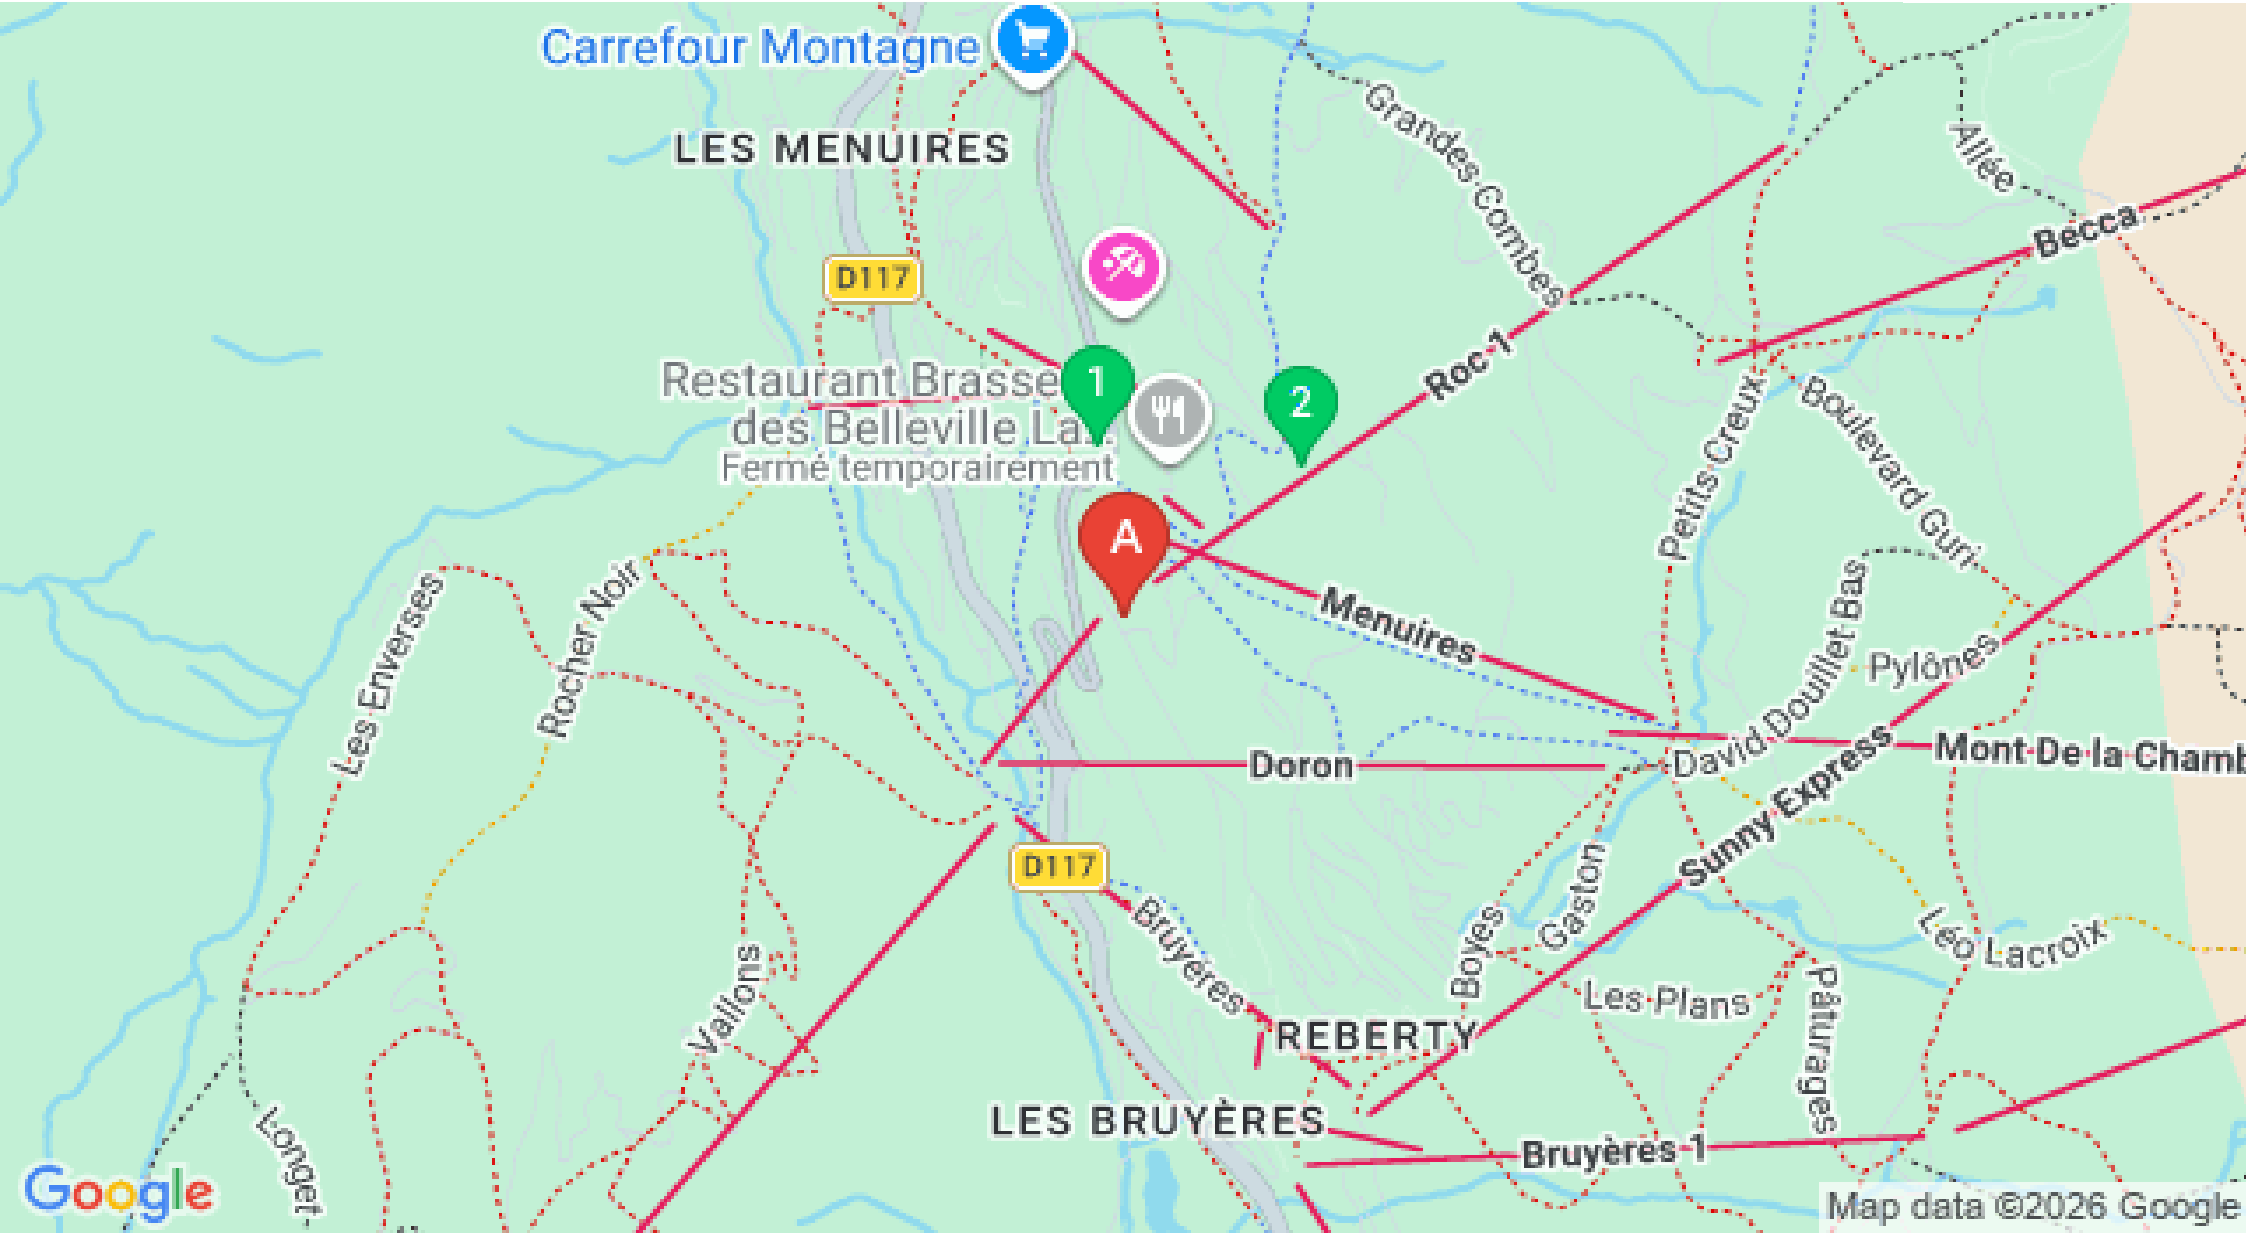 Carrefour Montagne
LES MENUIRES
Grandes Combes
Allée
Becca
D117
Roc 1
Restaurant Brasse
des Belleville La...
Fermé temporairement
1
2
A
Petits Creux
Boulevard Guri
Les Enverses
Rocher Noir
Menuires
David Douillet Bas
Pylônes
Doron
Mont De la Chamb
Sunny Express
D117
Bruyères
Boyes
Gaston
Léo Lacroix
Les Plans
Vallons
Pâturages
REBERTY
LES BRUYÈRES
Bruyères 1
Longet
Google
Map data ©2026 Google